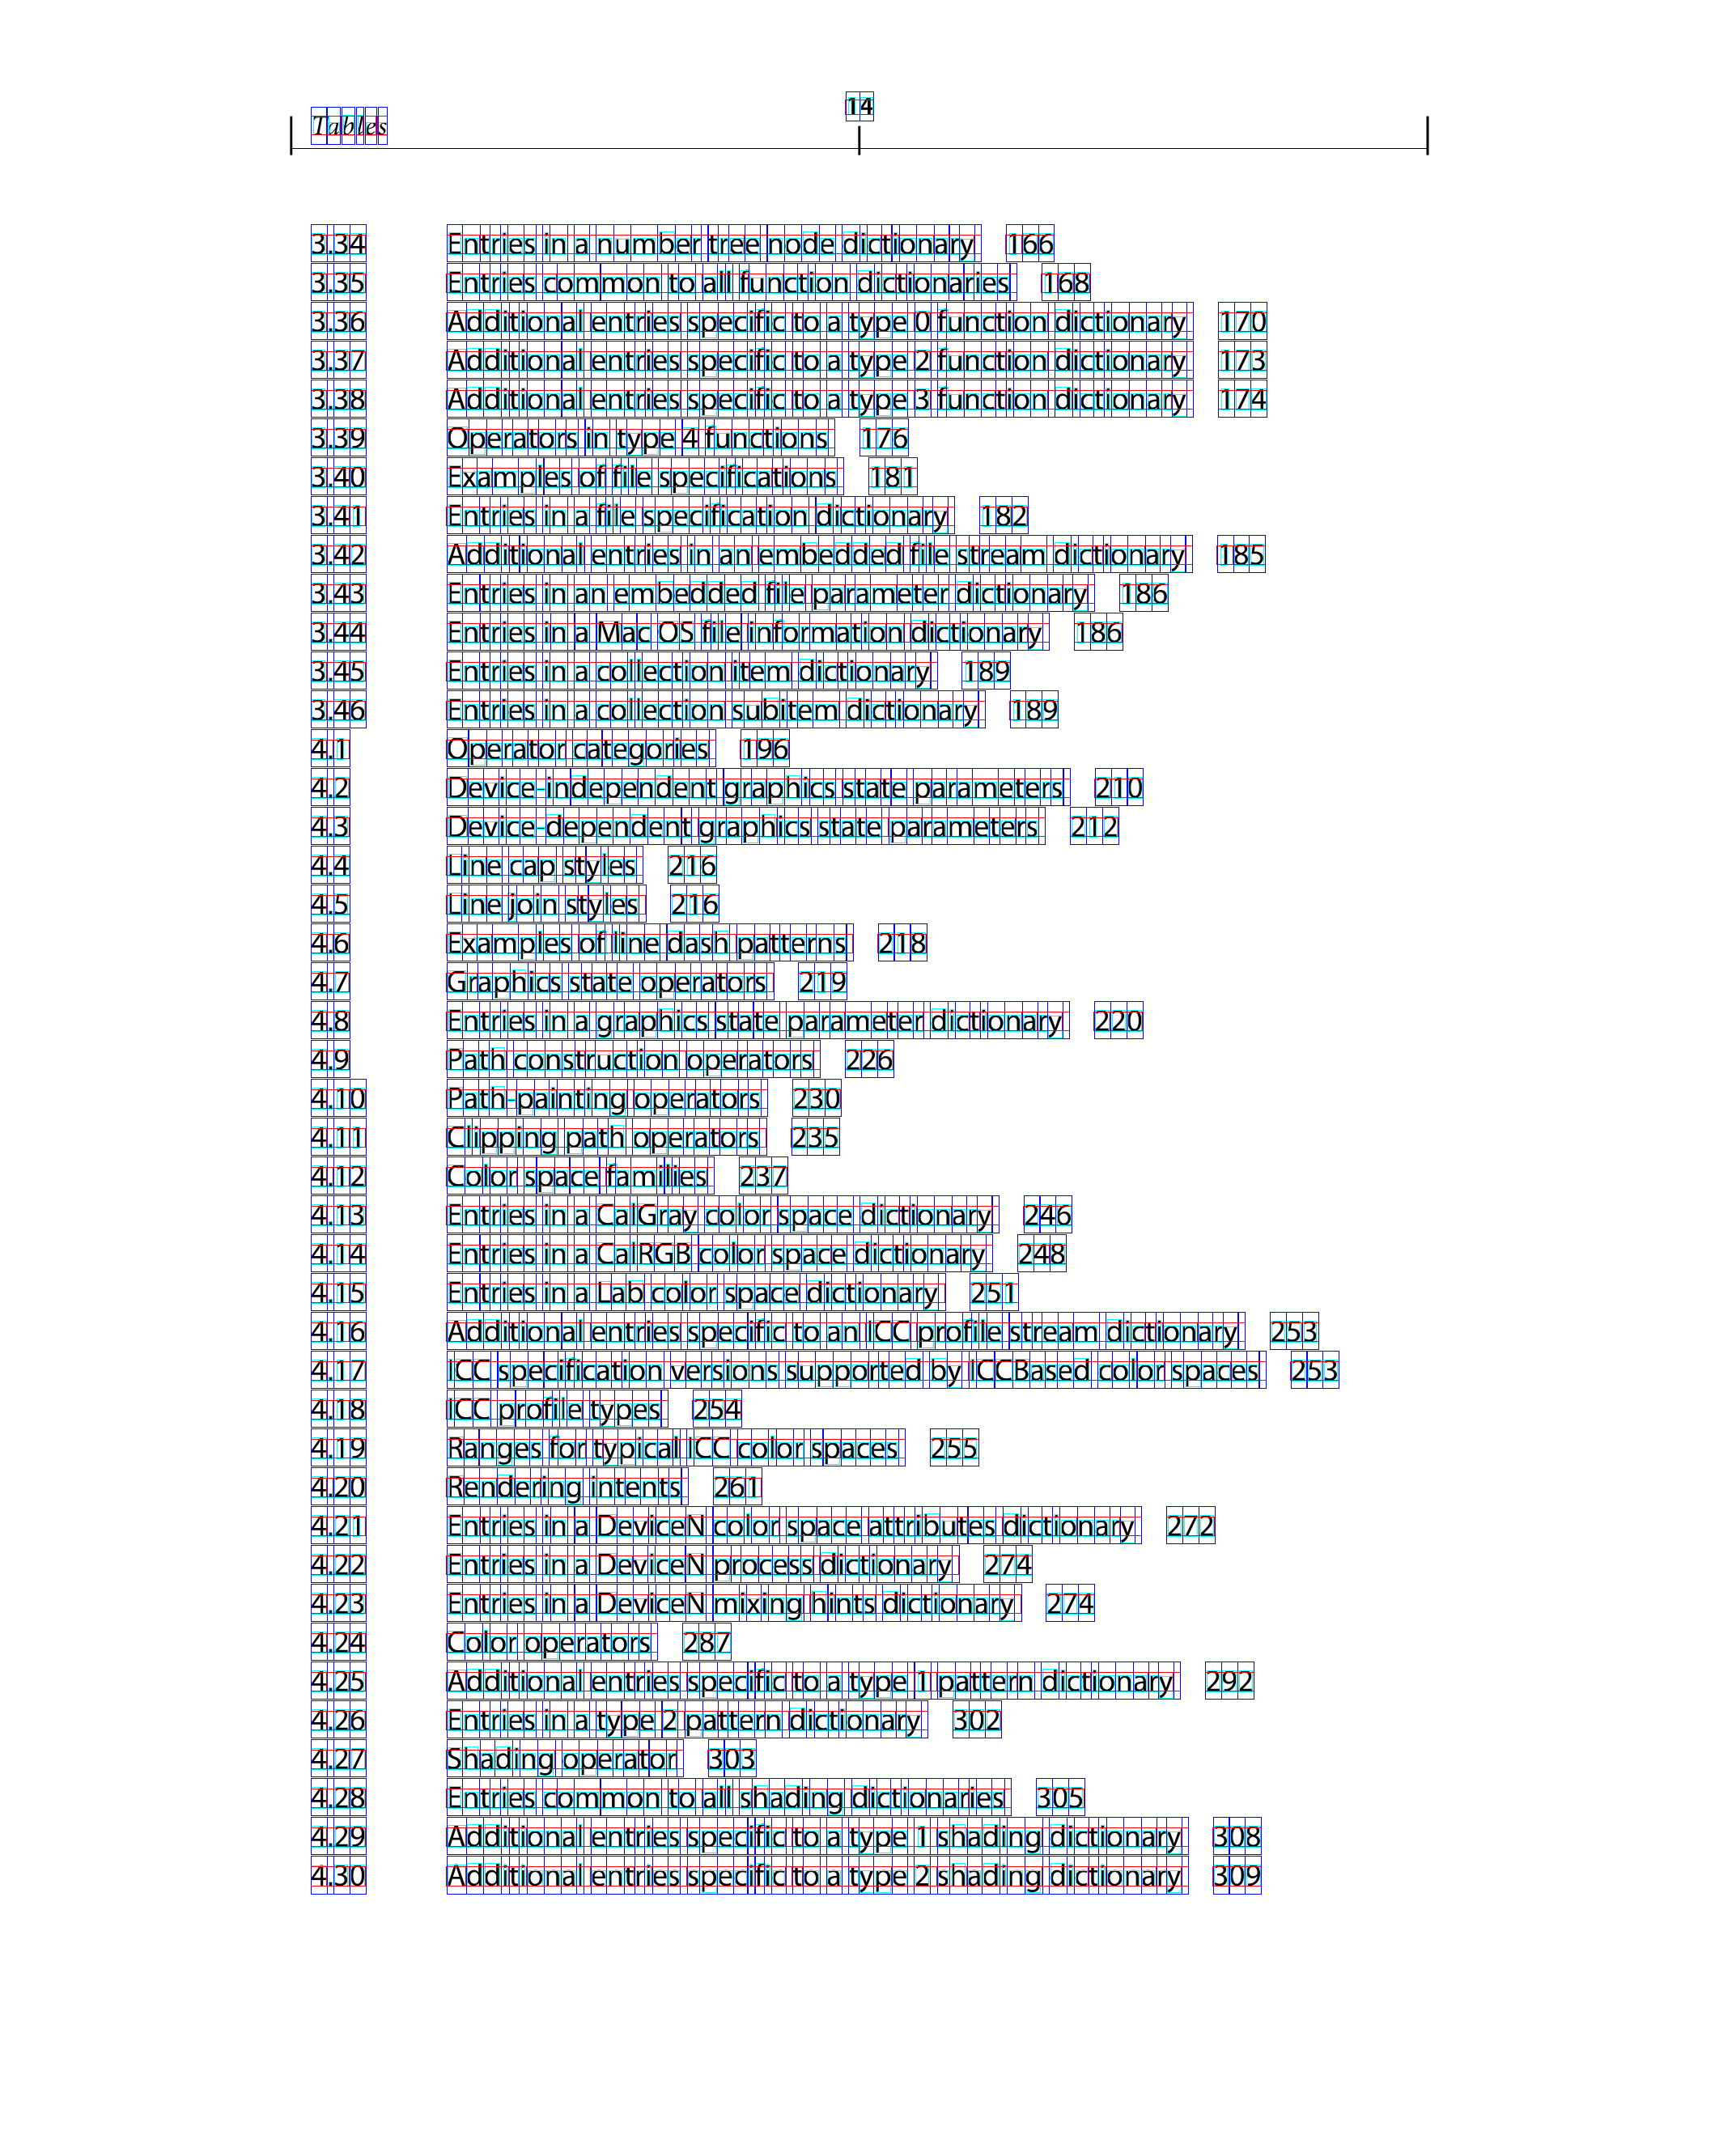 14
Tables
3.34 Entries in a number tree node dictionary 166
3.35 Entries common to all function dictionaries 168
3.36 Additional entries specific to a type 0 function dictionary 170
3.37 Additional entries specific to a type 2 function dictionary 173
3.38 Additional entries specific to a type 3 function dictionary 174
3.39 Operators in type 4 functions 176
3.40 Examples of file specifications 181
3.41 Entries in a file specification dictionary 182
3.42 Additional entries in an embedded file stream dictionary 185
3.43 Entries in an embedded file parameter dictionary 186
3.44 Entries in a Mac OS file information dictionary 186
3.45 Entries in a collection item dictionary 189
3.46 Entries in a collection subitem dictionary 189
4.1 Operator categories 196
4.2 Device-independent graphics state parameters 210
4.3 Device-dependent graphics state parameters 212
4.4 Line cap styles 216
4.5 Line join styles 216
4.6 Examples of line dash patterns 218
4.7 Graphics state operators 219
4.8 Entries in a graphics state parameter dictionary 220
4.9 Path construction operators 226
4.10 Path-painting operators 230
4.11 Clipping path operators 235
4.12 Color space families 237
4.13 Entries in a CalGray color space dictionary 246
4.14 Entries in a CalRGB color space dictionary 248
4.15 Entries in a Lab color space dictionary 251
4.16 Additional entries specific to an ICC profile stream dictionary 253
4.17 ICC specification versions supported by ICCBased color spaces 253
4.18 ICC profile types 254
4.19 Ranges for typical ICC color spaces 255
4.20 Rendering intents 261
4.21 Entries in a DeviceN color space attributes dictionary 272
4.22 Entries in a DeviceN process dictionary 274
4.23 Entries in a DeviceN mixing hints dictionary 274
4.24 Color operators 287
4.25 Additional entries specific to a type 1 pattern dictionary 292
4.26 Entries in a type 2 pattern dictionary 302
4.27 Shading operator 303
4.28 Entries common to all shading dictionaries 305
4.29 Additional entries specific to a type 1 shading dictionary 308
4.30 Additional entries specific to a type 2 shading dictionary 309